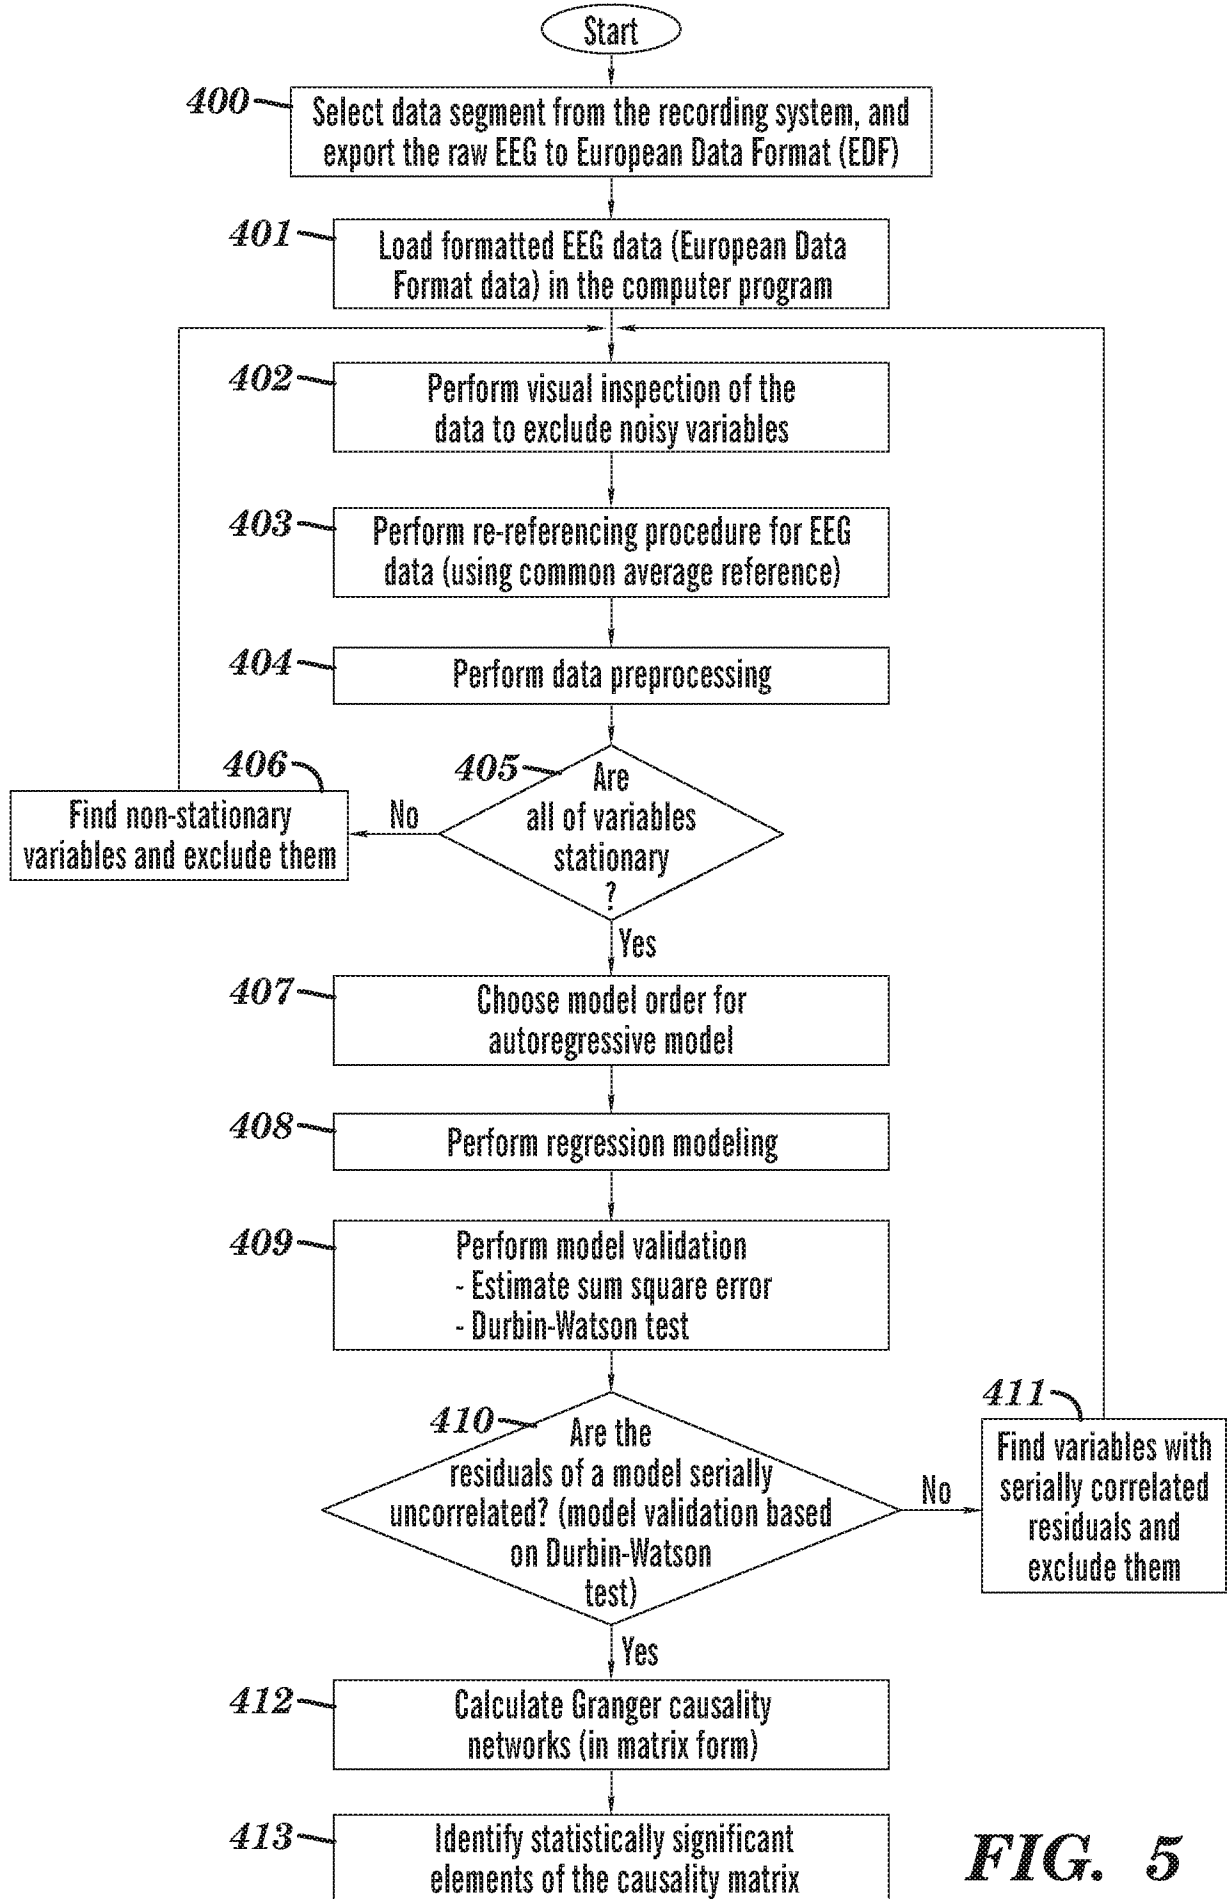 Start
400
Select data segment from the recording system, and
export the raw EEG to European Data Format (EDF)
401
Load formatted EEG data (European Data
Format data) in the computer program
402
Perform visual inspection of the
data to exclude noisy variables
403
Perform re-referencing procedure for EEG
data (using common average reference)
404
Perform data preprocessing
405
Are
all of variables
stationary
?
No
406
Find non-stationary
variables and exclude them
Yes
407
Choose model order for
autoregressive model
408
Perform regression modeling
409
Perform model validation
- Estimate sum square error
- Durbin-Watson test
410
Are the
residuals of a model serially
uncorrelated? (model validation based
on Durbin-Watson
test)
No
411
Find variables with
serially correlated
residuals and
exclude them
Yes
412
Calculate Granger causality
networks (in matrix form)
413
Identify statistically significant
elements of the causality matrix
FIG. 5